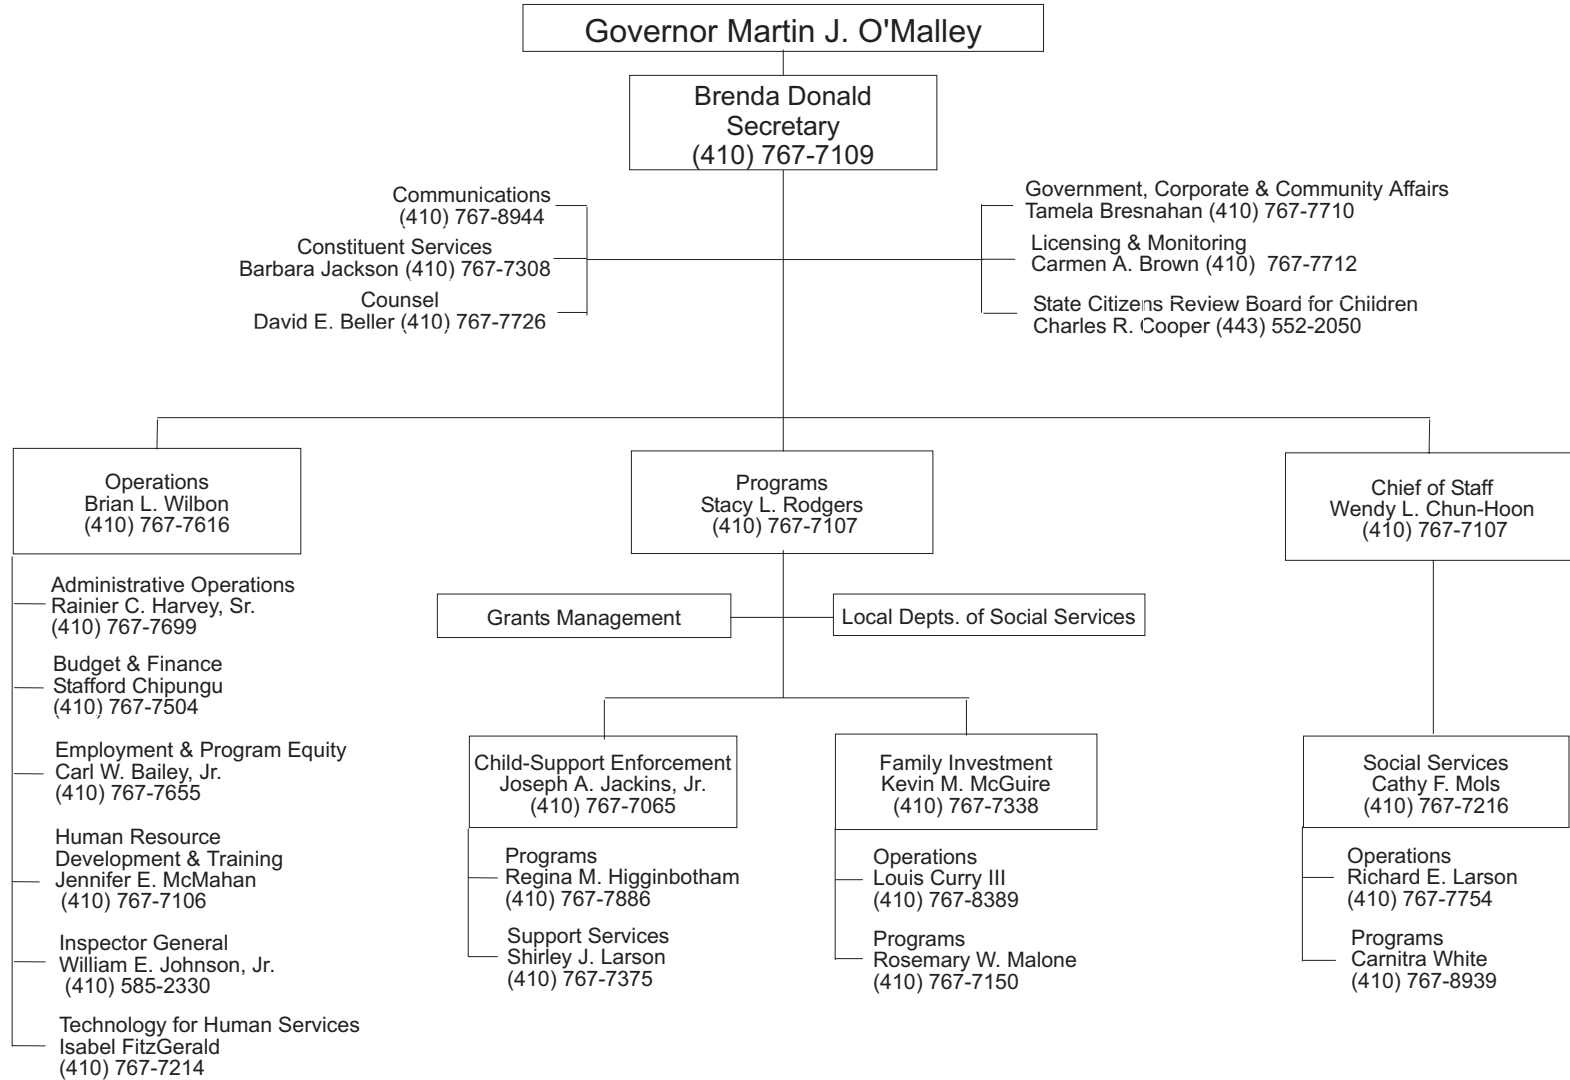 Governor Martin J. O'Malley
Brenda Donald
Secretary
(410) 767-7109
Communications
(410) 767-8944
Constituent Services
Barbara Jackson (410) 767-7308
Counsel
David E. Beller (410) 767-7726
Government, Corporate & Community Affairs
Tamela Bresnahan (410) 767-7710
Licensing & Monitoring
Carmen A. Brown (410) 767-7712
State Citizens Review Board for Children
Charles R. Cooper (443) 552-2050
Operations
Brian L. Wilbon
(410) 767-7616
Administrative Operations
Rainier C. Harvey, Sr.
(410) 767-7699
Budget & Finance
Stafford Chipungu
(410) 767-7504
Employment & Program Equity
Carl W. Bailey, Jr.
(410) 767-7655
Human Resource
Development & Training
Jennifer E. McMahan
(410) 767-7106
Inspector General
William E. Johnson, Jr.
(410) 585-2330
Technology for Human Services
Isabel FitzGerald
(410) 767-7214
Programs
Stacy L. Rodgers
(410) 767-7107
Grants Management
Local Depts. of Social Services
Child-Support Enforcement
Joseph A. Jackins, Jr.
(410) 767-7065
Programs
Regina M. Higginbotham
(410) 767-7886
Support Services
Shirley J. Larson
(410) 767-7375
Family Investment
Kevin M. McGuire
(410) 767-7338
Operations
Louis Curry III
(410) 767-8389
Programs
Rosemary W. Malone
(410) 767-7150
Chief of Staff
Wendy L. Chun-Hoon
(410) 767-7107
Social Services
Cathy F. Mols
(410) 767-7216
Operations
Richard E. Larson
(410) 767-7754
Programs
Carnitra White
(410) 767-8939